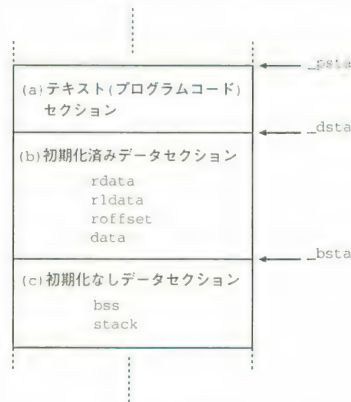 _psta
(a)テキスト(プログラムコード)
セクション
_dsta
(b)初期化済みデータセクション
rdata
rldata
roffset
data
_bsta
(c)初期化なしデータセクション
bss
stack